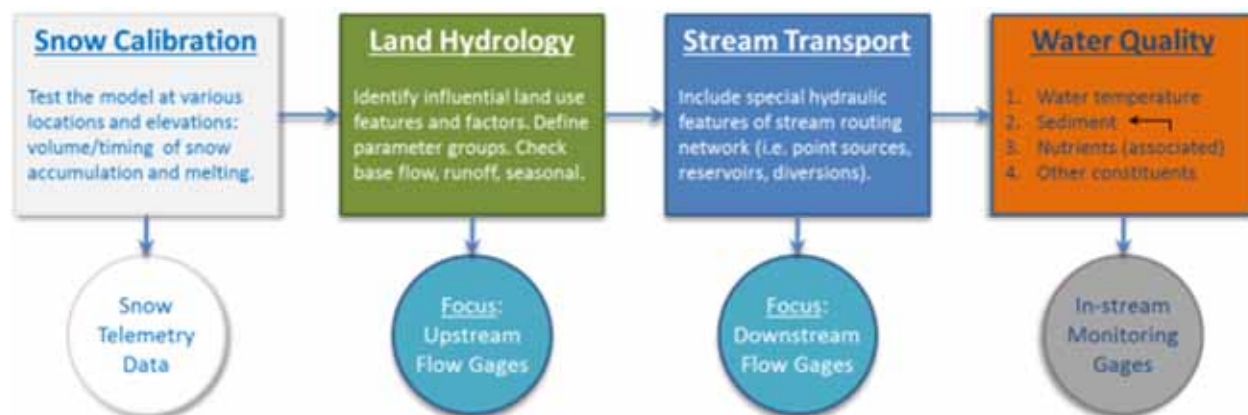 Snow Calibration
Test the model at various
locations and elevations:
volume/timing of snow
accumulation and melting.
Land Hydrology
Identify influential land use
features and factors. Define
parameter groups. Check
base flow, runoff, seasonal.
Stream Transport
Include special hydraulic
features of stream routing
network (i.e. point sources,
reservoirs, diversions).
Water Quality
1. Water temperature
2. Sediment
3. Nutrients (associated)
4. Other constituents
Snow
Telemetry
Data
Focus:
Upstream
Flow Gages
Focus:
Downstream
Flow Gages
In-stream
Monitoring
Gages